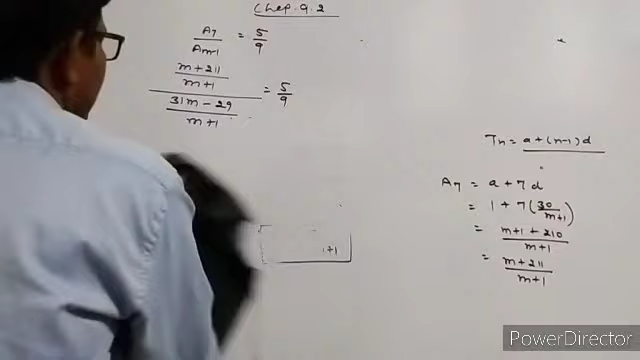 Chep. 9.2
A7 / Am-1 = 5/9
(m+211)/(m+1) / (31m-29)/(m+1) = 5/9
Tn = a+(n-1)d
A7 = a+7d
= 1+7(30/m+1)
= m+1+210 / m+1
= m+211 / m+1
PowerDirector